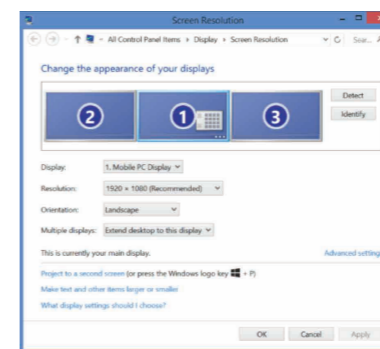 Screen Resolution
All Control Panel Items Display Screen Resolution
Change the appearance of your displays
2 1 3
Detect
Identify
Display: 1. Mobile PC Display
Resolution: 1920 × 1080 (Recommended)
Orientation: Landscape
Multiple displays: Extend desktop to this display
This is currently your main display. Advanced setting
Project to a second screen (or press the Windows logo key + P)
Make text and other items larger or smaller
What display settings should I choose?
OK Cancel Apply